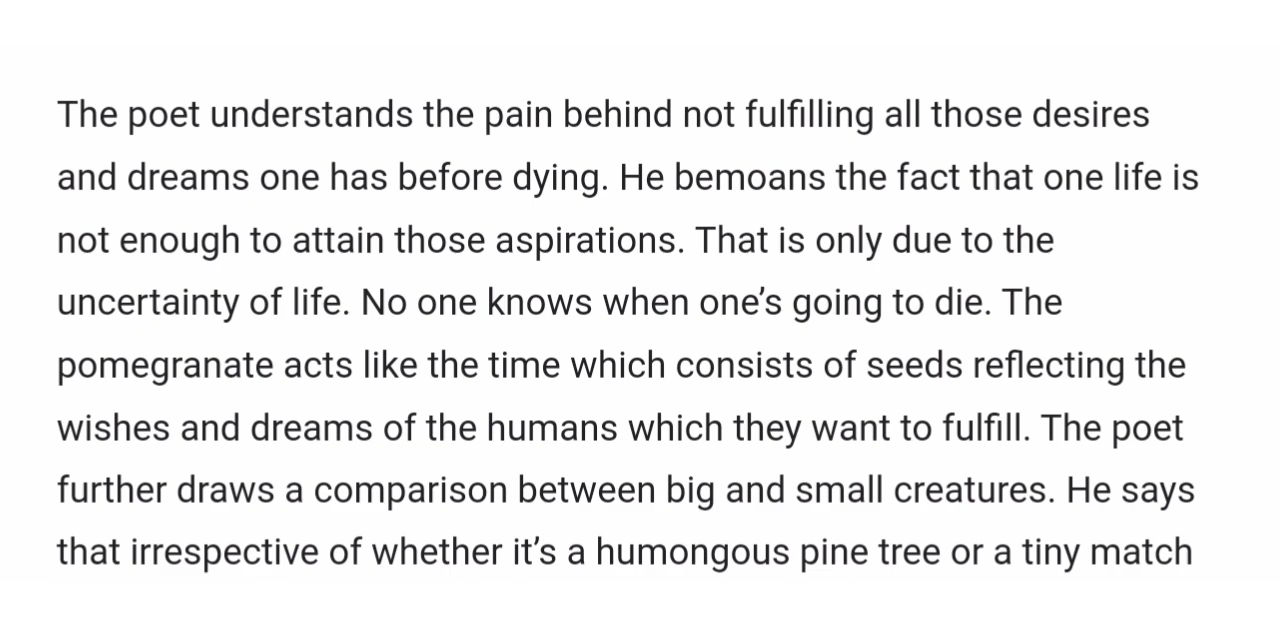 The poet understands the pain behind not fulfilling all those desires
and dreams one has before dying. He bemoans the fact that one life is
not enough to attain those aspirations. That is only due to the
uncertainty of life. No one knows when one’s going to die. The
pomegranate acts like the time which consists of seeds reflecting the
wishes and dreams of the humans which they want to fulfill. The poet
further draws a comparison between big and small creatures. He says
that irrespective of whether it’s a humongous pine tree or a tiny match